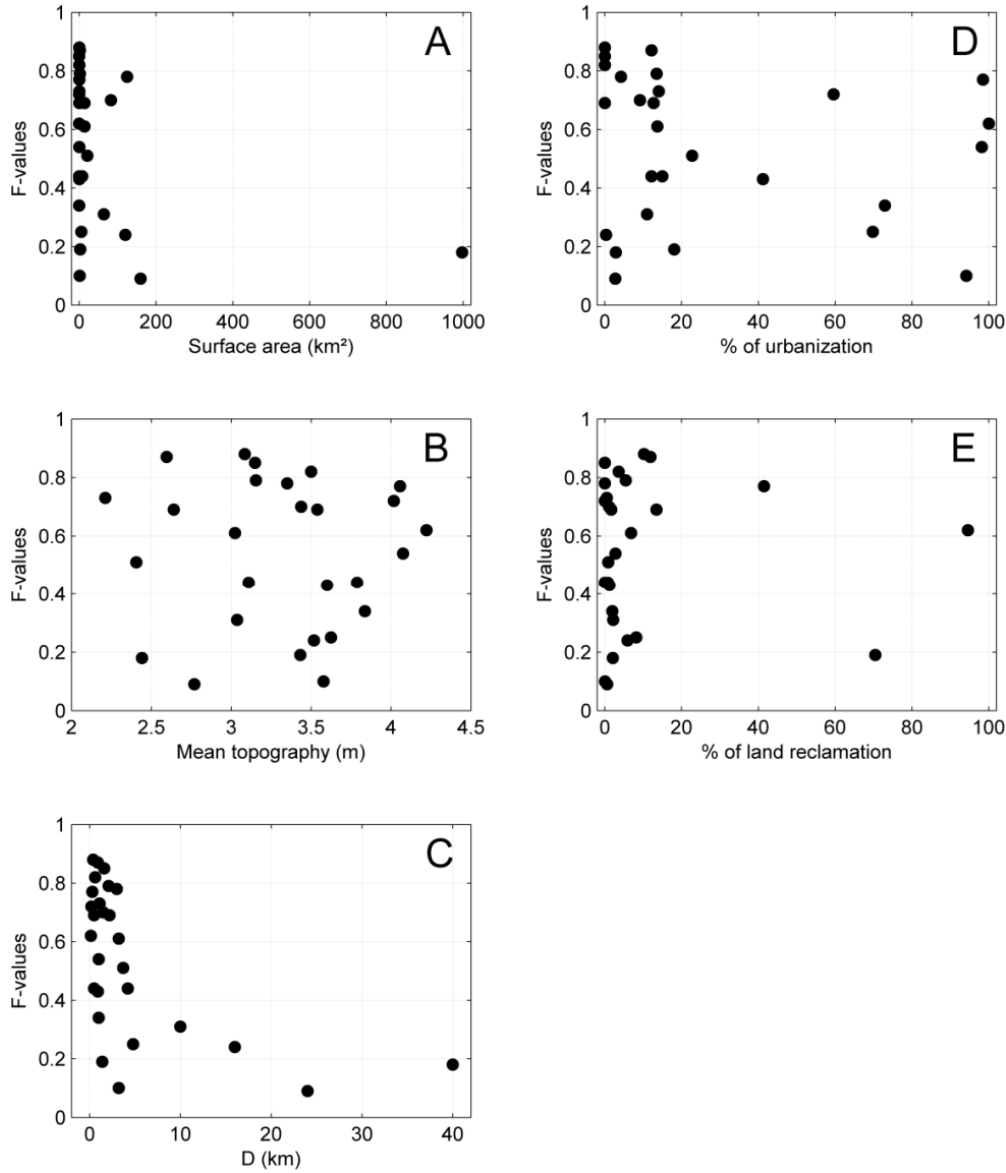 A
1
0.8
0.6
0.4
0.2
0
F-values
0 200 400 600 800 1000
Surface area (km²)
D
1
0.8
0.6
0.4
0.2
0
F-values
0 20 40 60 80 100
% of urbanization
B
1
0.8
0.6
0.4
0.2
0
F-values
2 2.5 3 3.5 4 4.5
Mean topography (m)
E
1
0.8
0.6
0.4
0.2
0
F-values
0 20 40 60 80 100
% of land reclamation
C
1
0.8
0.6
0.4
0.2
0
F-values
0 10 20 30 40
D (km)